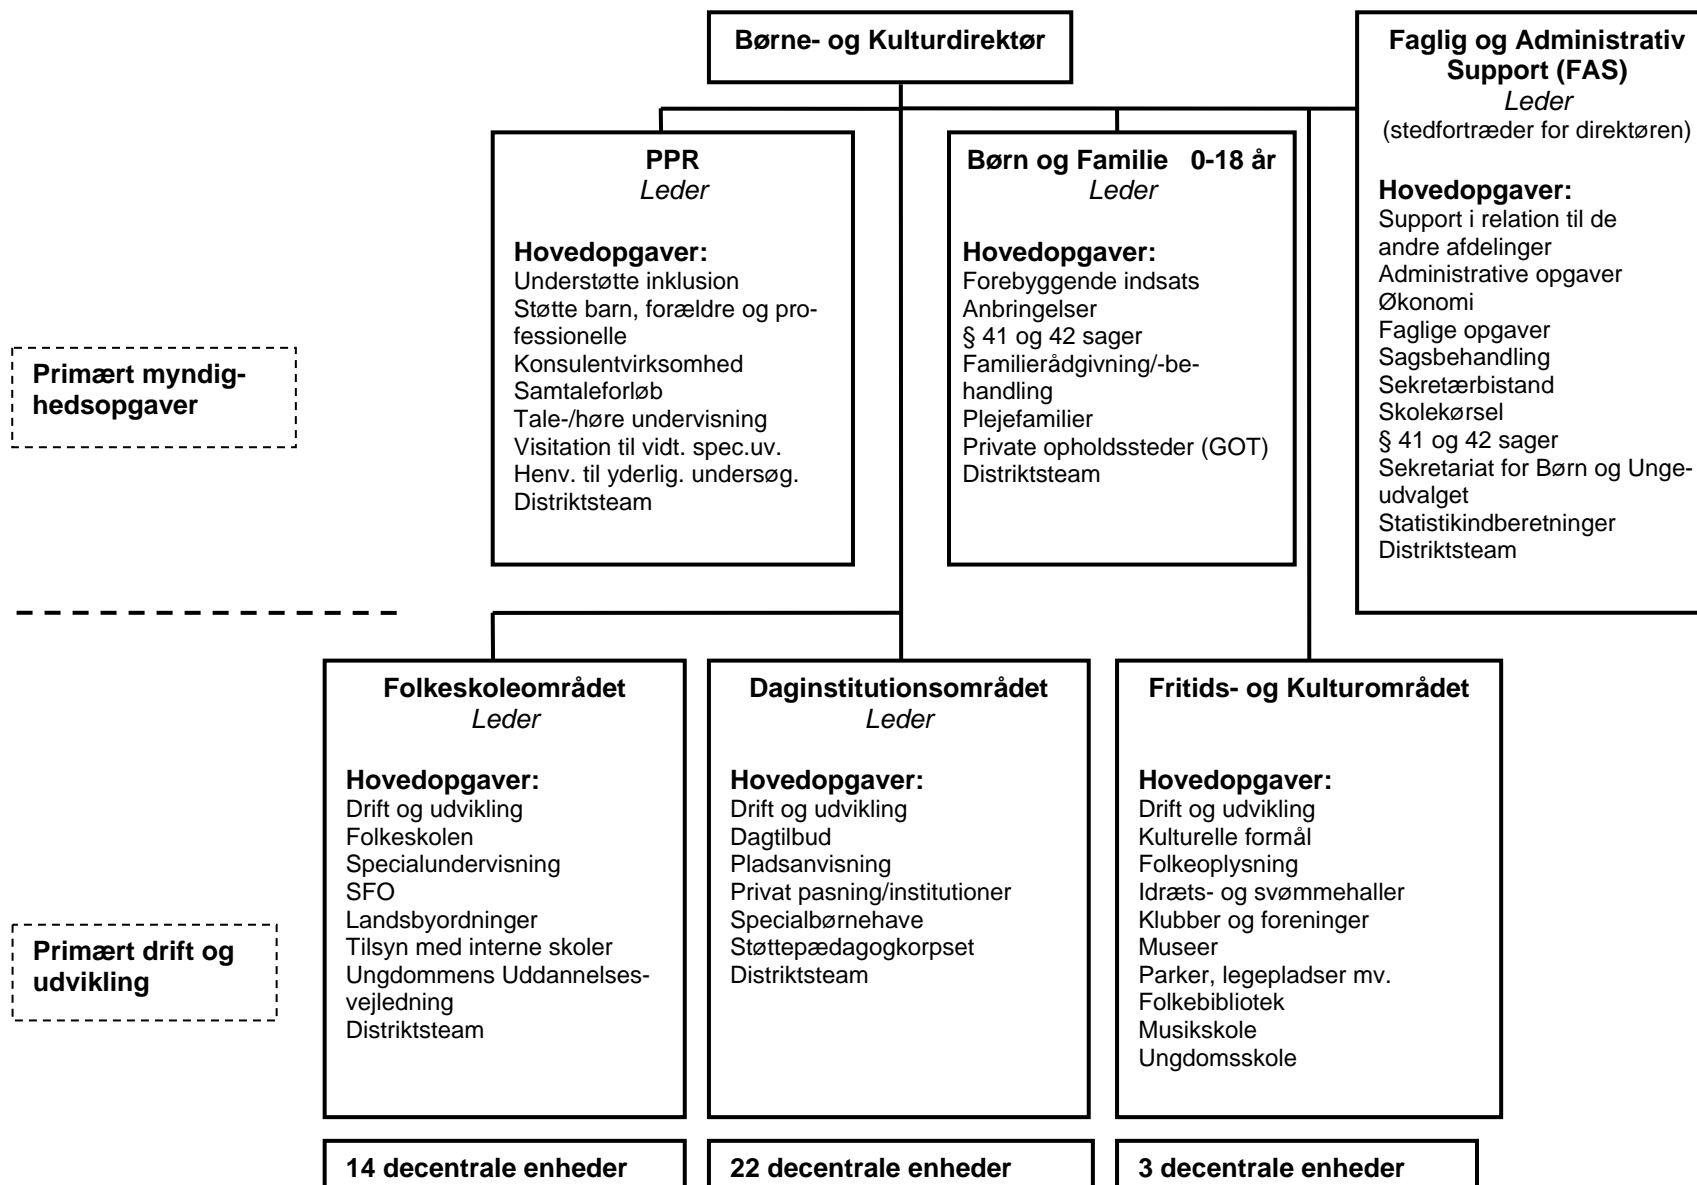 Børne- og Kulturdirektør
Faglig og Administrativ
Support (FAS)
Leder
(stedfortræder for direktøren)
Hovedopgaver:
Support i relation til de
andre afdelinger
Administrative opgaver
Økonomi
Faglige opgaver
Sagsbehandling
Sekretærbistand
Skolekørsel
§ 41 og 42 sager
Sekretariat for Børn og Unge-
udvalget
Statistikindberetninger
Distriktsteam
PPR
Leder
Hovedopgaver:
Understøtte inklusion
Støtte barn, forældre og pro-
fessionelle
Konsulentvirksomhed
Samtaleforløb
Tale-/høre undervisning
Visitation til vidt. spec.uv.
Henv. til yderlig. undersøg.
Distriktsteam
Børn og Familie 0-18 år
Leder
Hovedopgaver:
Forebyggende indsats
Anbringelser
§ 41 og 42 sager
Familierådgivning/-be-
handling
Plejefamilier
Private opholdssteder (GOT)
Distriktsteam
Primært myndig-
hedsopgaver
Folkeskoleområdet
Leder
Hovedopgaver:
Drift og udvikling
Folkeskolen
Specialundervisning
SFO
Landsbyordninger
Tilsyn med interne skoler
Ungdommens Uddannelses-
vejledning
Distriktsteam
Daginstitutionsområdet
Leder
Hovedopgaver:
Drift og udvikling
Dagtilbud
Pladsanvisning
Privat pasning/institutioner
Specialbørnehave
Støttepædagogkorpset
Distriktsteam
Fritids- og Kulturområdet
Hovedopgaver:
Drift og udvikling
Kulturelle formål
Folkeoplysning
Idræts- og svømmehaller
Klubber og foreninger
Museer
Parker, legepladser mv.
Folkebibliotek
Musikskole
Ungdomsskole
Primært drift og
udvikling
14 decentrale enheder
22 decentrale enheder
3 decentrale enheder